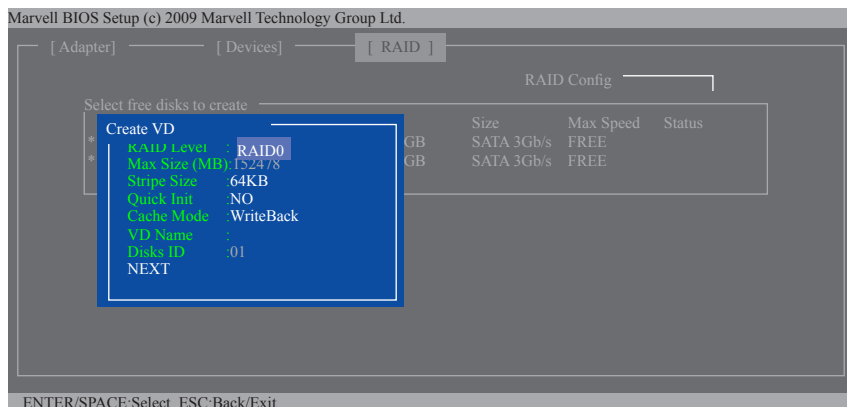 Marvell BIOS Setup (c) 2009 Marvell Technology Group Ltd.
[ Adapter] [ Devices] [ RAID ]
RAID Config
Select free disks to create
Size Max Speed Status
* GB SATA 3Gb/s FREE
* GB SATA 3Gb/s FREE
Create VD
RAID Level : RAID0
Max Size (MB):152478
Stripe Size :64KB
Quick Init :NO
Cache Mode :WriteBack
VD Name :
Disks ID :01
NEXT
ENTER/SPACE:Select ESC:Back/Exit